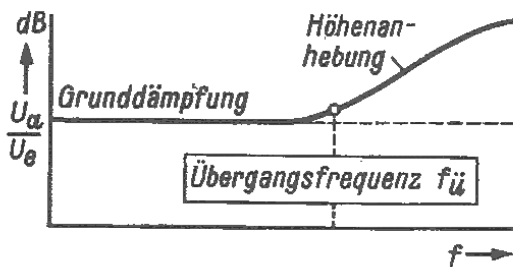 dB
Höhenan-
hebung
Grunddämpfung
Ua
Ue
Übergangsfrequenz fü
f